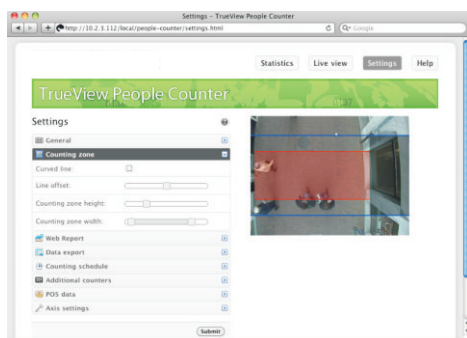 Settings – TrueView People Counter
http://10.2.3.112/local/people-counter/settings.html
Google
Statistics
Live view
Settings
Help
TrueView People Counter
Settings
General
Counting zone
Curved line:
Line offset:
Counting zone height:
Counting zone width:
Web Report
Data export
Counting schedule
Additional counters
POS data
Axis settings
Submit